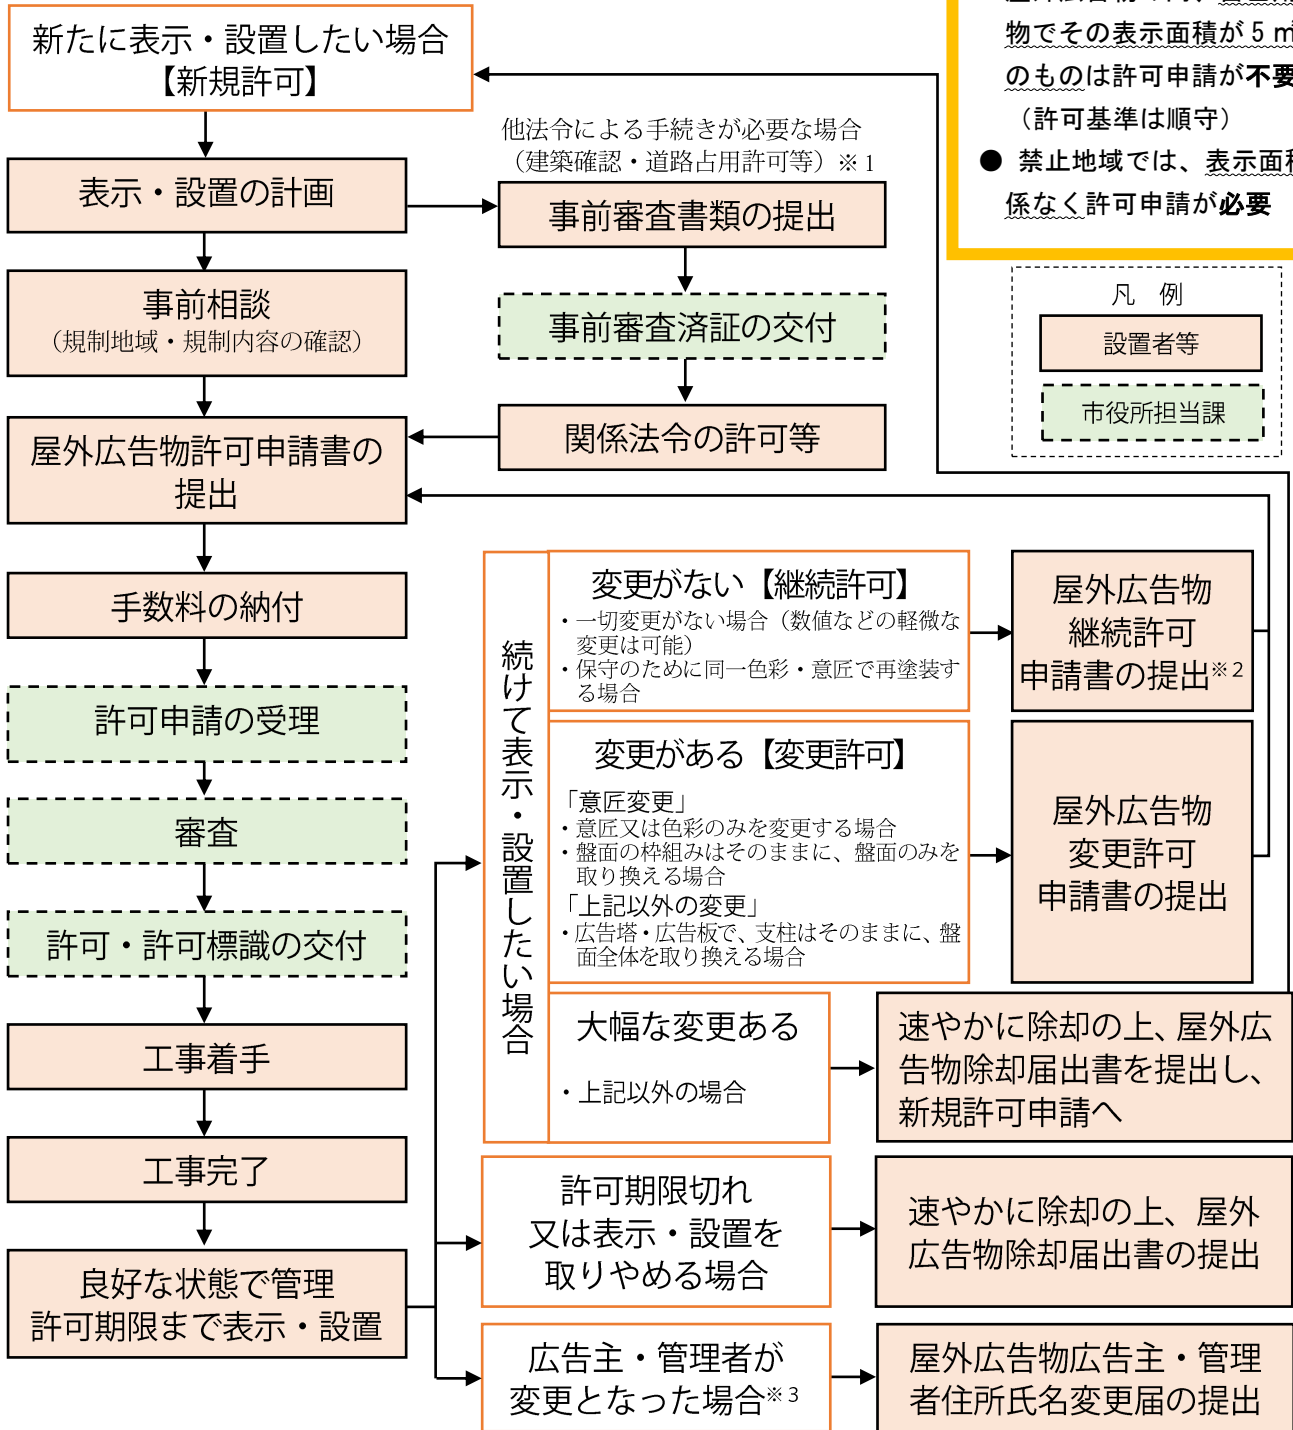 新たに表示・設置したい場合
【新規許可】
表示・設置の計画
事前相談
（規制地域・規制内容の確認）
屋外広告物許可申請書の
提出
手数料の納付
許可申請の受理
審査
許可・許可標識の交付
工事着手
工事完了
良好な状態で管理
許可期限まで表示・設置
他法令による手続きが必要な場合
（建築確認・道路占用許可等）※1
事前審査書類の提出
事前審査済証の交付
関係法令の許可等
物でその表示面積が5㎡
のものは許可申請が不要
（許可基準は順守）
● 禁止地域では、表示面積
係なく許可申請が必要
凡 例
設置者等
市役所担当課
続けて表示・設置したい場合
変更がない【継続許可】
・一切変更がない場合（数値などの軽微な
変更は可能）
・保守のために同一色彩・意匠で再塗装す
る場合
屋外広告物
継続許可
申請書の提出※2
変更がある【変更許可】
「意匠変更」
・意匠又は色彩のみを変更する場合
・盤面の枠組みはそのままに、盤面のみを
取り換える場合
「上記以外の変更」
・広告塔・広告板で、支柱はそのままに、盤
面全体を取り換える場合
屋外広告物
変更許可
申請書の提出
大幅な変更ある
・上記以外の場合
速やかに除却の上、屋外広
告物除却届出書を提出し、
新規許可申請へ
許可期限切れ
又は表示・設置を
取りやめる場合
速やかに除却の上、屋外
広告物除却届出書の提出
広告主・管理者が
変更となった場合※3
屋外広告物広告主・管理
者住所氏名変更届の提出